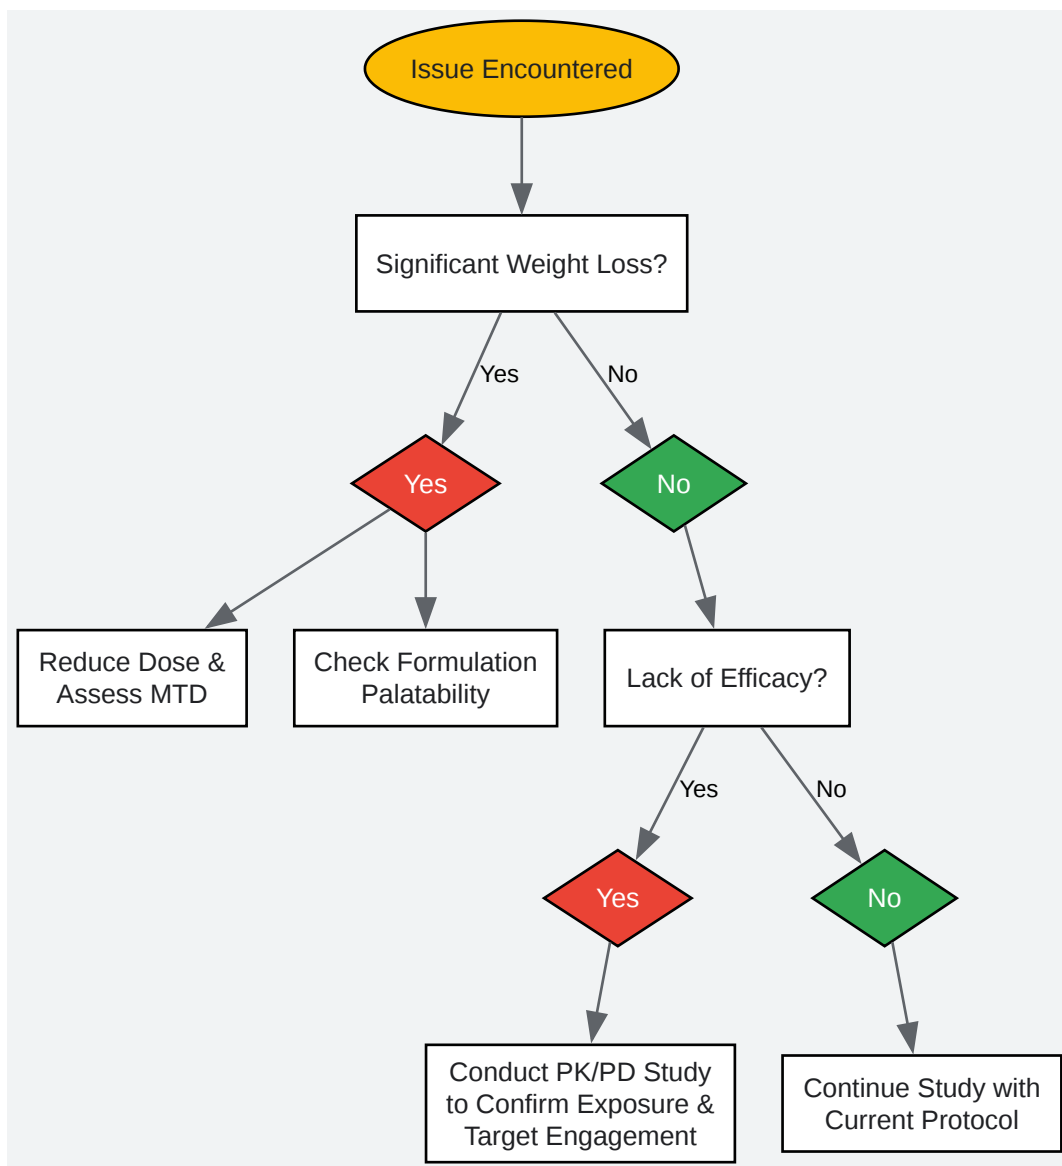 Issue Encountered
Significant Weight Loss?
Yes
No
Yes
No
Reduce Dose &
Assess MTD
Check Formulation
Palatability
Lack of Efficacy?
Yes
No
Yes
No
Conduct PK/PD Study
to Confirm Exposure &
Target Engagement
Continue Study with
Current Protocol